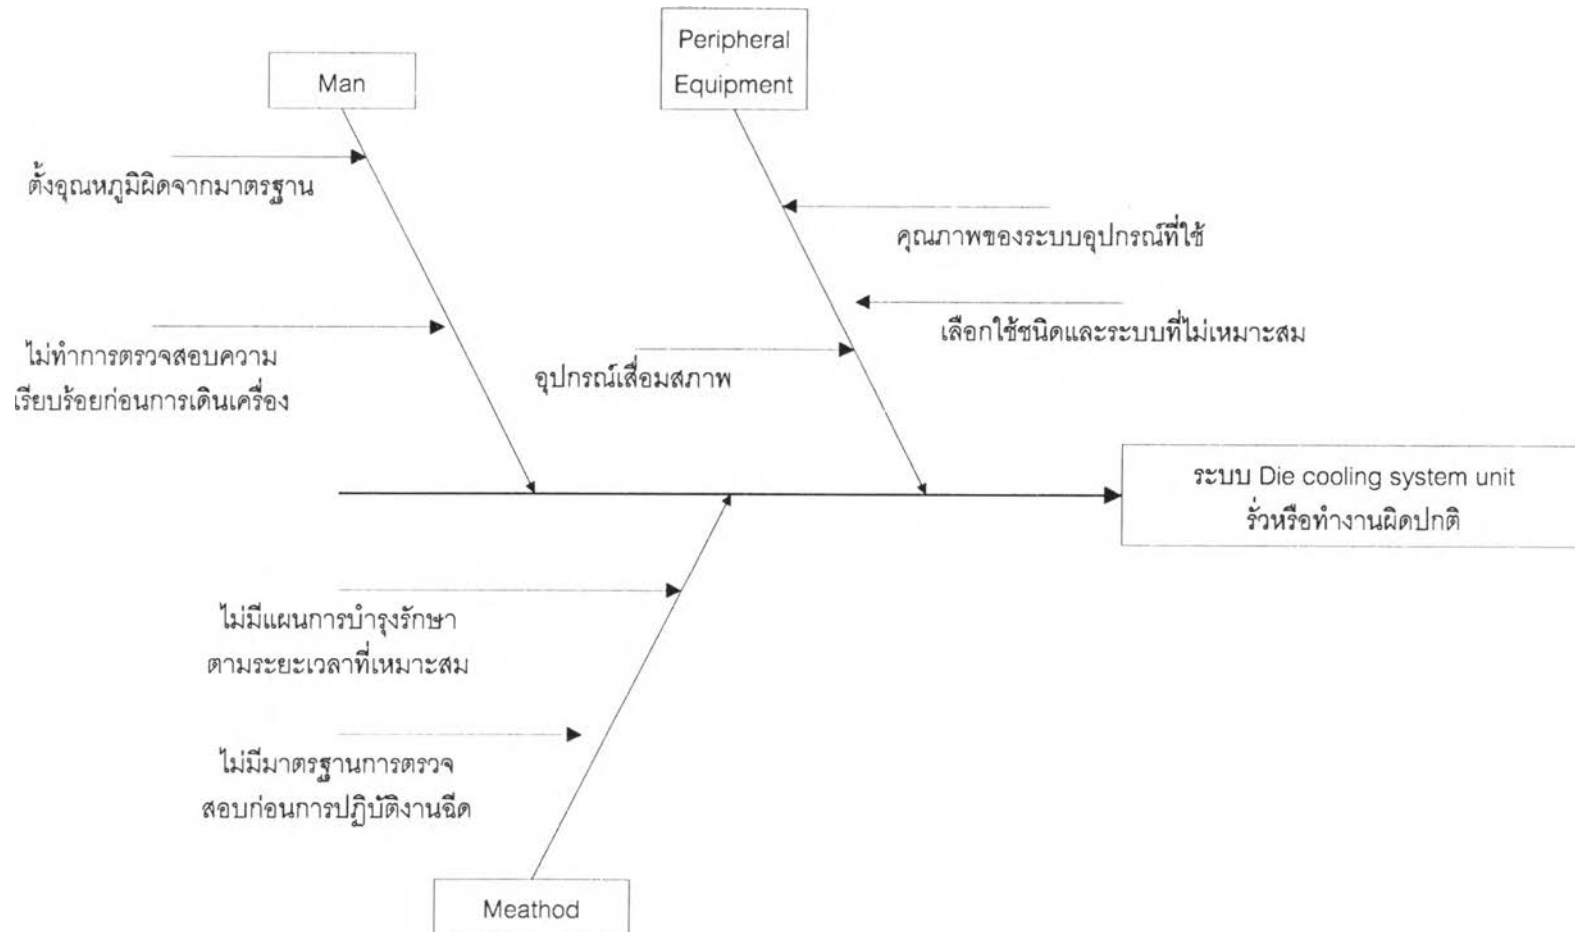 Peripheral
Equipment
Man
ตั้งอุณหภูมิผิดจากมาตรฐาน
คุณภาพของระบบอุปกรณ์ที่ใช้
เลือกใช้ชนิดและระบบที่ไม่เหมาะสม
ไม่ทำการตรวจสอบความ
เรียบร้อยก่อนการเดินเครื่อง
อุปกรณ์เสื่อมสภาพ
ระบบ Die cooling system unit
รั่วหรือทำงานผิดปกติ
ไม่มีแผนการบำรุงรักษา
ตามระยะเวลาที่เหมาะสม
ไม่มีมาตรฐานการตรวจ
สอบก่อนการปฏิบัติงานฉีด
Meathod